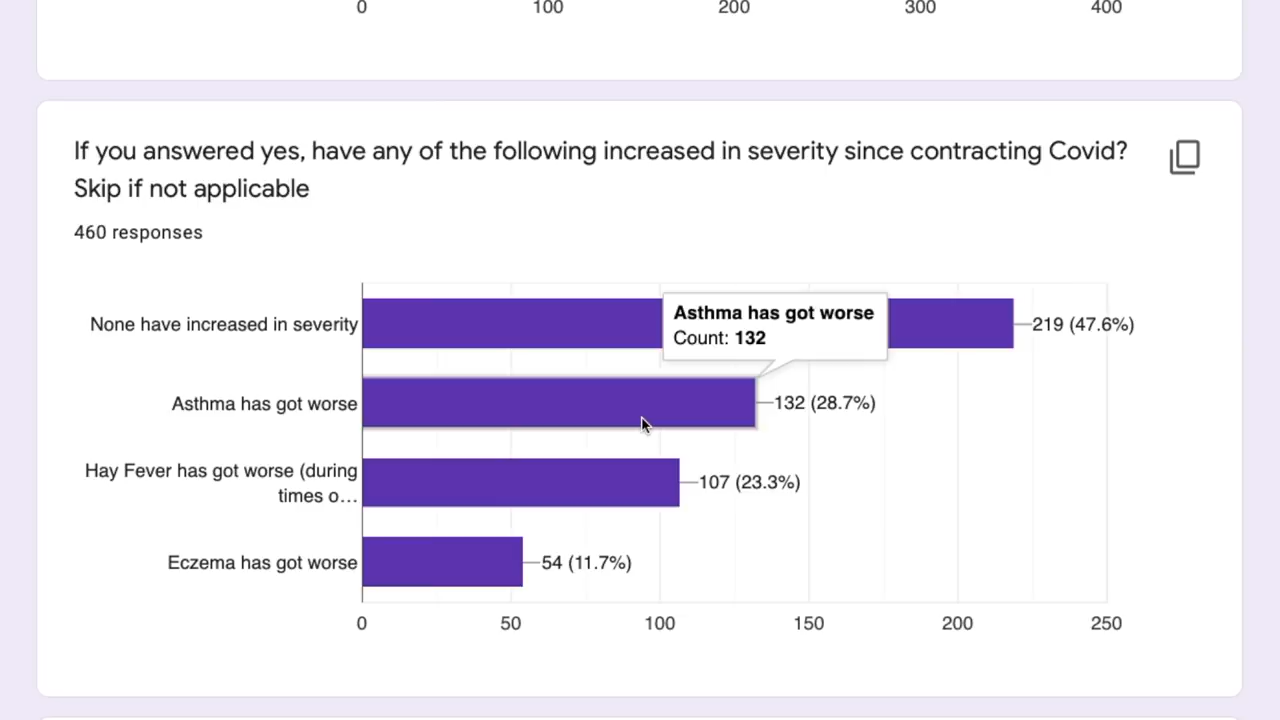 0 100 200 300 400
If you answered yes, have any of the following increased in severity since contracting Covid?
Skip if not applicable
460 responses
None have increased in severity
219 (47.6%)
Asthma has got worse
Count: 132
Asthma has got worse
132 (28.7%)
Hay Fever has got worse (during
times o…
107 (23.3%)
Eczema has got worse
54 (11.7%)
0 50 100 150 200 250